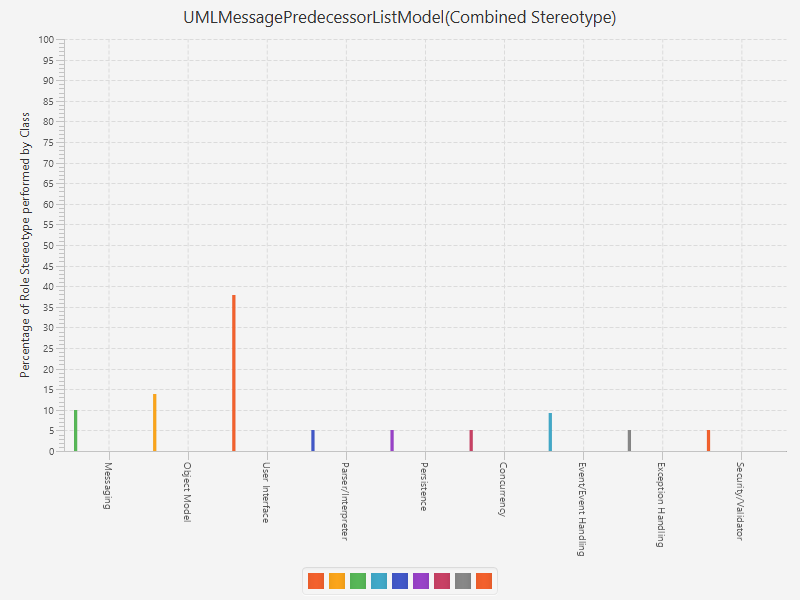 UMLMessagePredecessorListModel(Combined Stereotype)
Percentage of Role Stereotype performed by Class
100
95
90
85
80
75
70
65
60
55
50
45
40
35
30
25
20
15
10
5
0
Messaging
Object Model
User Interface
Parser/Interpreter
Persistence
Concurrency
Event/Event Handling
Exception Handling
Security/Validator